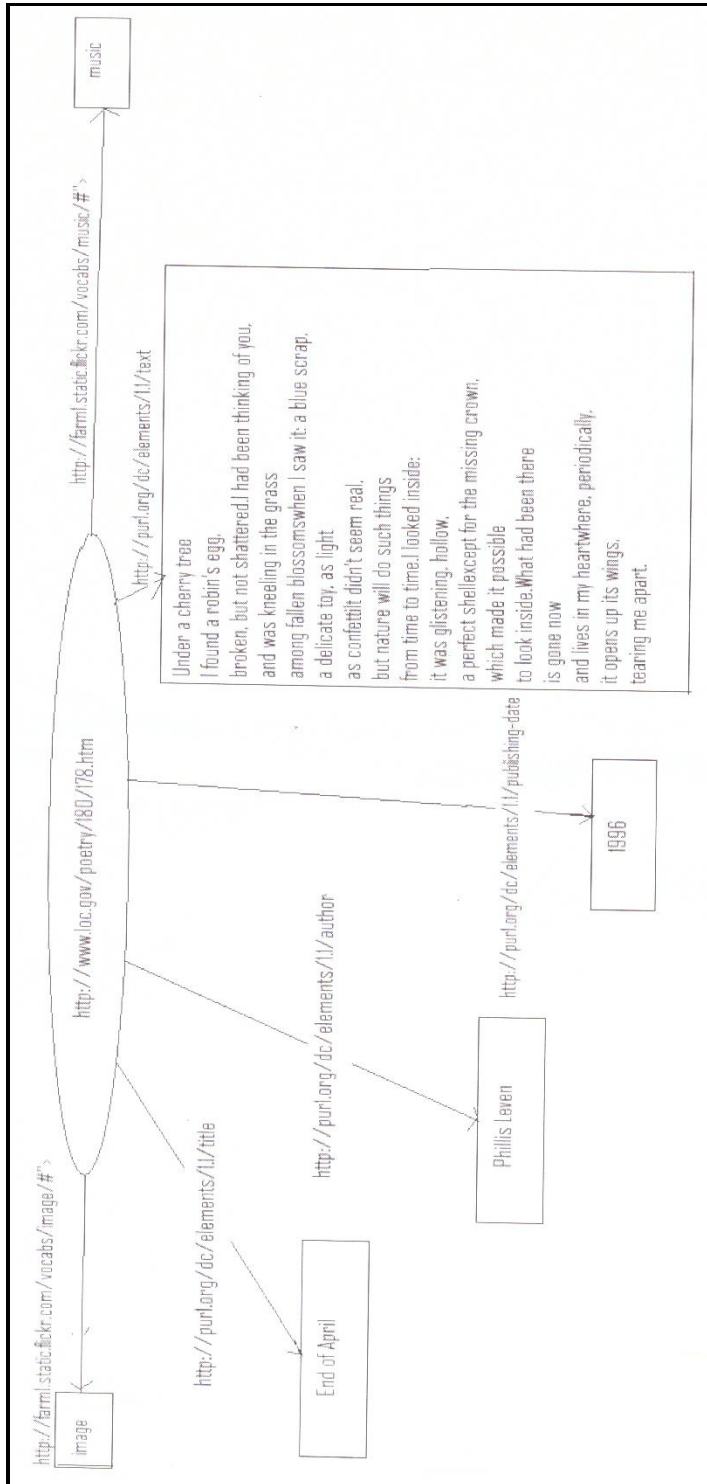 http://farm1.static.flickr.com/vocabs/image/#">
image
http://www.loc.gov/poetry/180/178.htm
http://farm1.static.flickr.com/vocabs/music/#">
music
http://purl.org/dc/elements/1.1/title
End of April
http://purl.org/dc/elements/1.1/author
Phillis Leven
http://purl.org/dc/elements/1.1/publishing-date
1996
http://purl.org/dc/elements/1.1/text
Under a cherry tree
I found a robin's egg,
broken, but not shattered.I had been thinking of you,
and was kneeling in the grass
among fallen blossomswhen I saw it: a blue scrap,
a delicate toy, as light
as confettiIt didn't seem real,
but nature will do such things
from time to time.I looked inside:
it was glistening, hollow,
a perfect shellexcept for the missing crown,
which made it possible
to look inside.What had been there
is gone now
and lives in my heartwhere, periodically,
it opens up its wings,
tearing me apart.